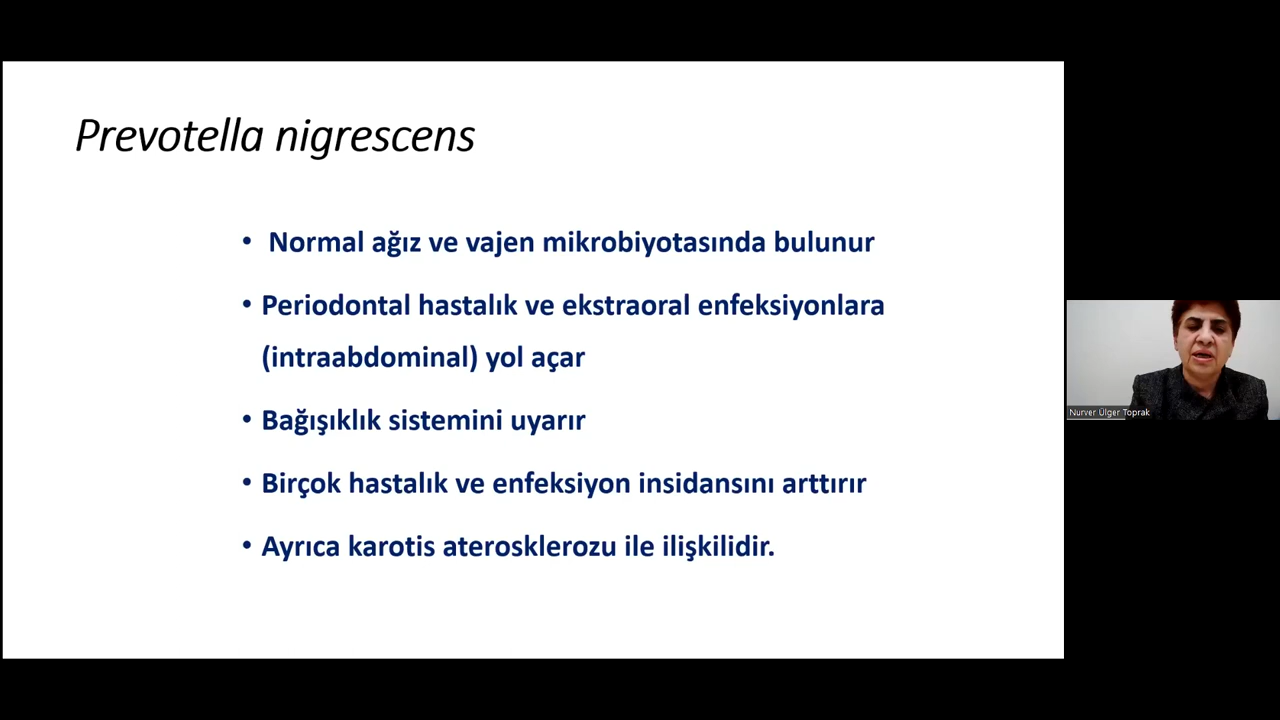 Prevotella nigrescens
• Normal ağız ve vajen mikrobiyotasında bulunur
• Periodontal hastalık ve ekstraoral enfeksiyonlara
(intraabdominal) yol açar
• Bağışıklık sistemini uyarır
• Birçok hastalık ve enfeksiyon insidansını arttırır
• Ayrıca karotis aterosklerozu ile ilişkilidir.
Nurver Ülger Toprak